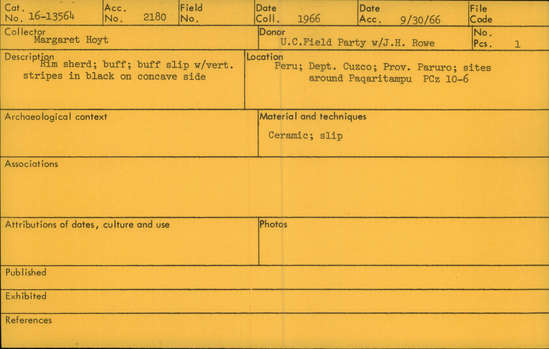 Cat. No. 16-13564 Acc. No. 2180 Field No. Date Coll. 1966 Date Acc. 9/30/66 File Code
Collector Margaret Hoyt Donor U.C.Field Party w/J.H. Rowe No. Pcs. 1
Description Rim sherd; buff; buff slip w/vert.
stripes in black on concave side
Location Peru; Dept. Cuzco; Prov. Paruro; sites
around Paqaritampu PCz 10-6
Archaeological context
Material and techniques
Ceramic; slip
Associations
Attributions of dates, culture and use
Photos
Published
Exhibited
References